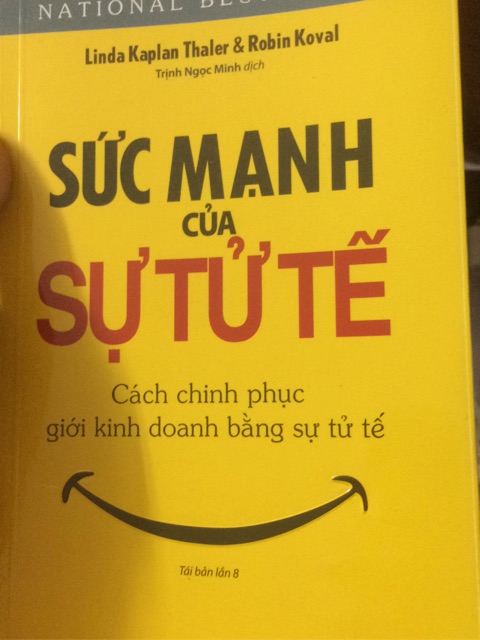 NATIONAL
Linda Kaplan Thaler & Robin Koval
Trịnh Ngọc Minh dịch
SỨC MẠNH
CỦA
SỰ TỬ TẾ
Cách chinh phục
giới kinh doanh bằng sự tử tế
Tái bản lần 8